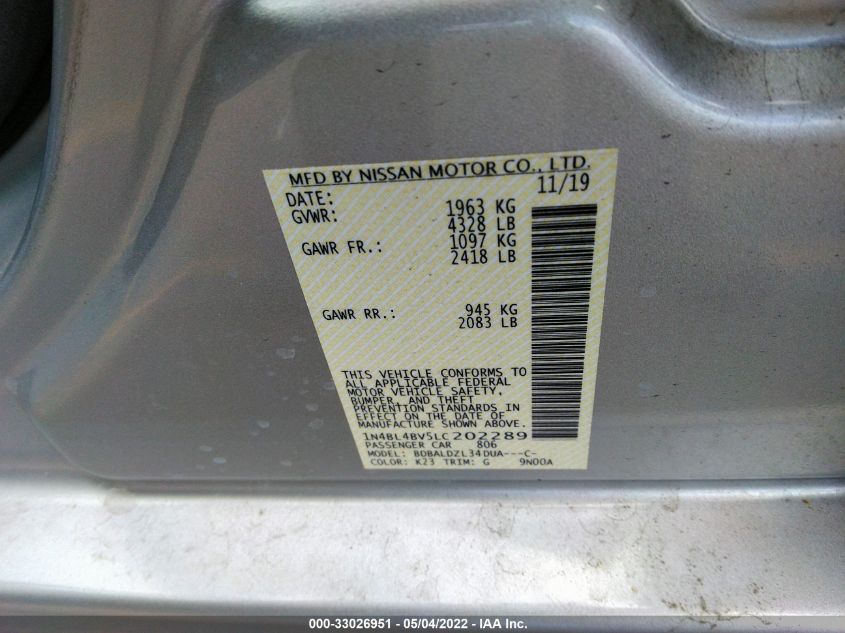 MFD BY NISSAN MOTOR CO., LTD.
DATE: 11/19
GVWR: 1963 KG
4328 LB
GAWR FR.: 1097 KG
2418 LB
GAWR RR.: 945 KG
2083 LB
THIS VEHICLE CONFORMS TO
ALL APPLICABLE FEDERAL
MOTOR VEHICLE SAFETY,
BUMPER, AND THEFT
PREVENTION STANDARDS IN
EFFECT ON THE DATE OF
MANUFACTURE SHOWN ABOVE.
1N4BL4BV5LC202289
PASSENGER CAR 806
MODEL: BDBALDZL34DUA---C-
COLOR: K23 TRIM: G 9N00A
000-33026951 - 05/04/2022 - IAA Inc.